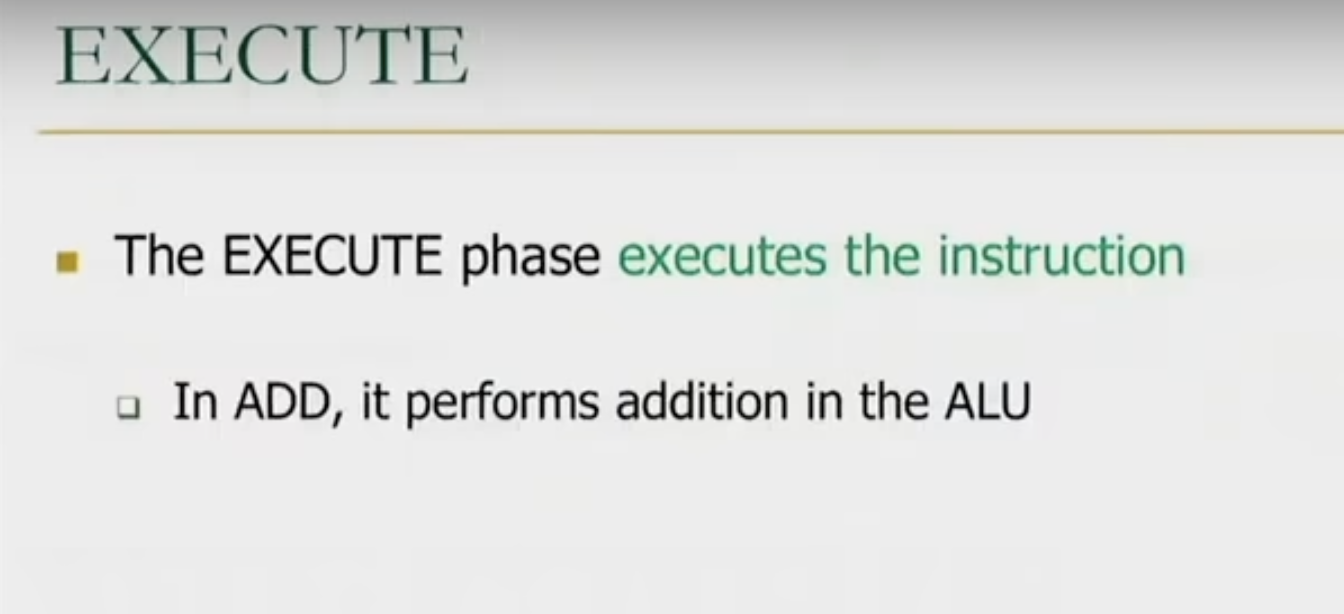 EXECUTE
The EXECUTE phase executes the instruction
In ADD, it performs addition in the ALU